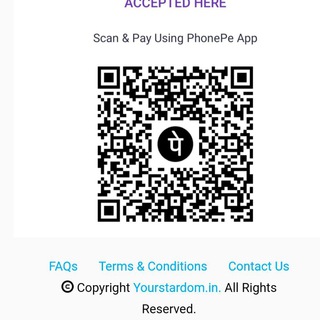 ACCEPTED HERE
Scan & Pay Using PhonePe App
पे
FAQs Terms & Conditions Contact Us
© Copyright Yourstardom.in. All Rights
Reserved.